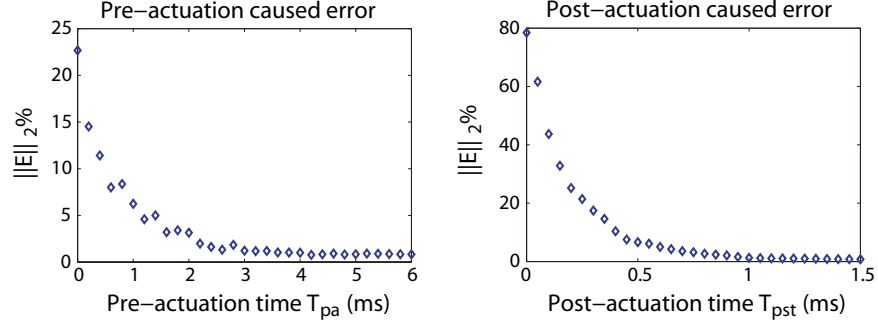 Pre−actuation caused error
25
20
15
10
5
0
||E|| 2%
0 1 2 3 4 5 6
Pre−actuation time Tpa (ms)
Post−actuation caused error
80
60
40
20
0
||E|| 2%
0 0.5 1 1.5
Post−actuation time Tpst (ms)